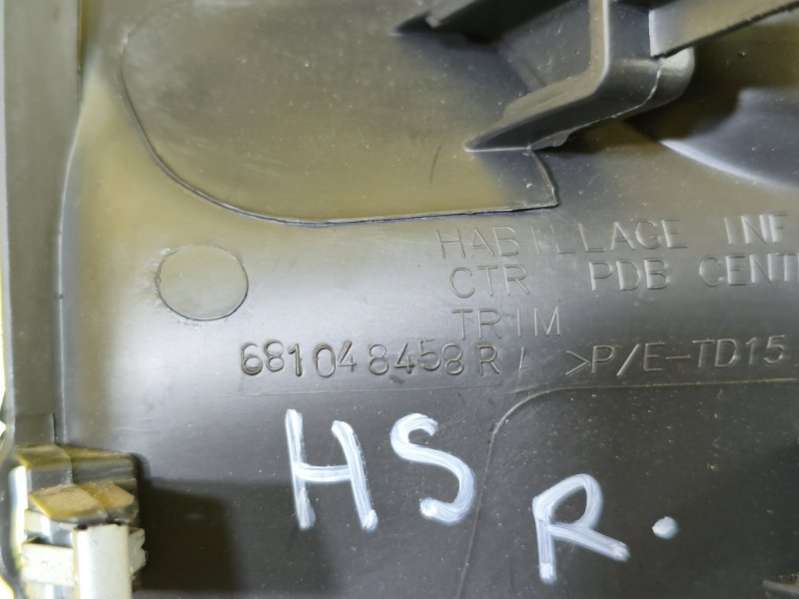 HABILLAGE INF
CTR PDB CENT
TRIM
681048458R >P/E-TD15
HS
R.